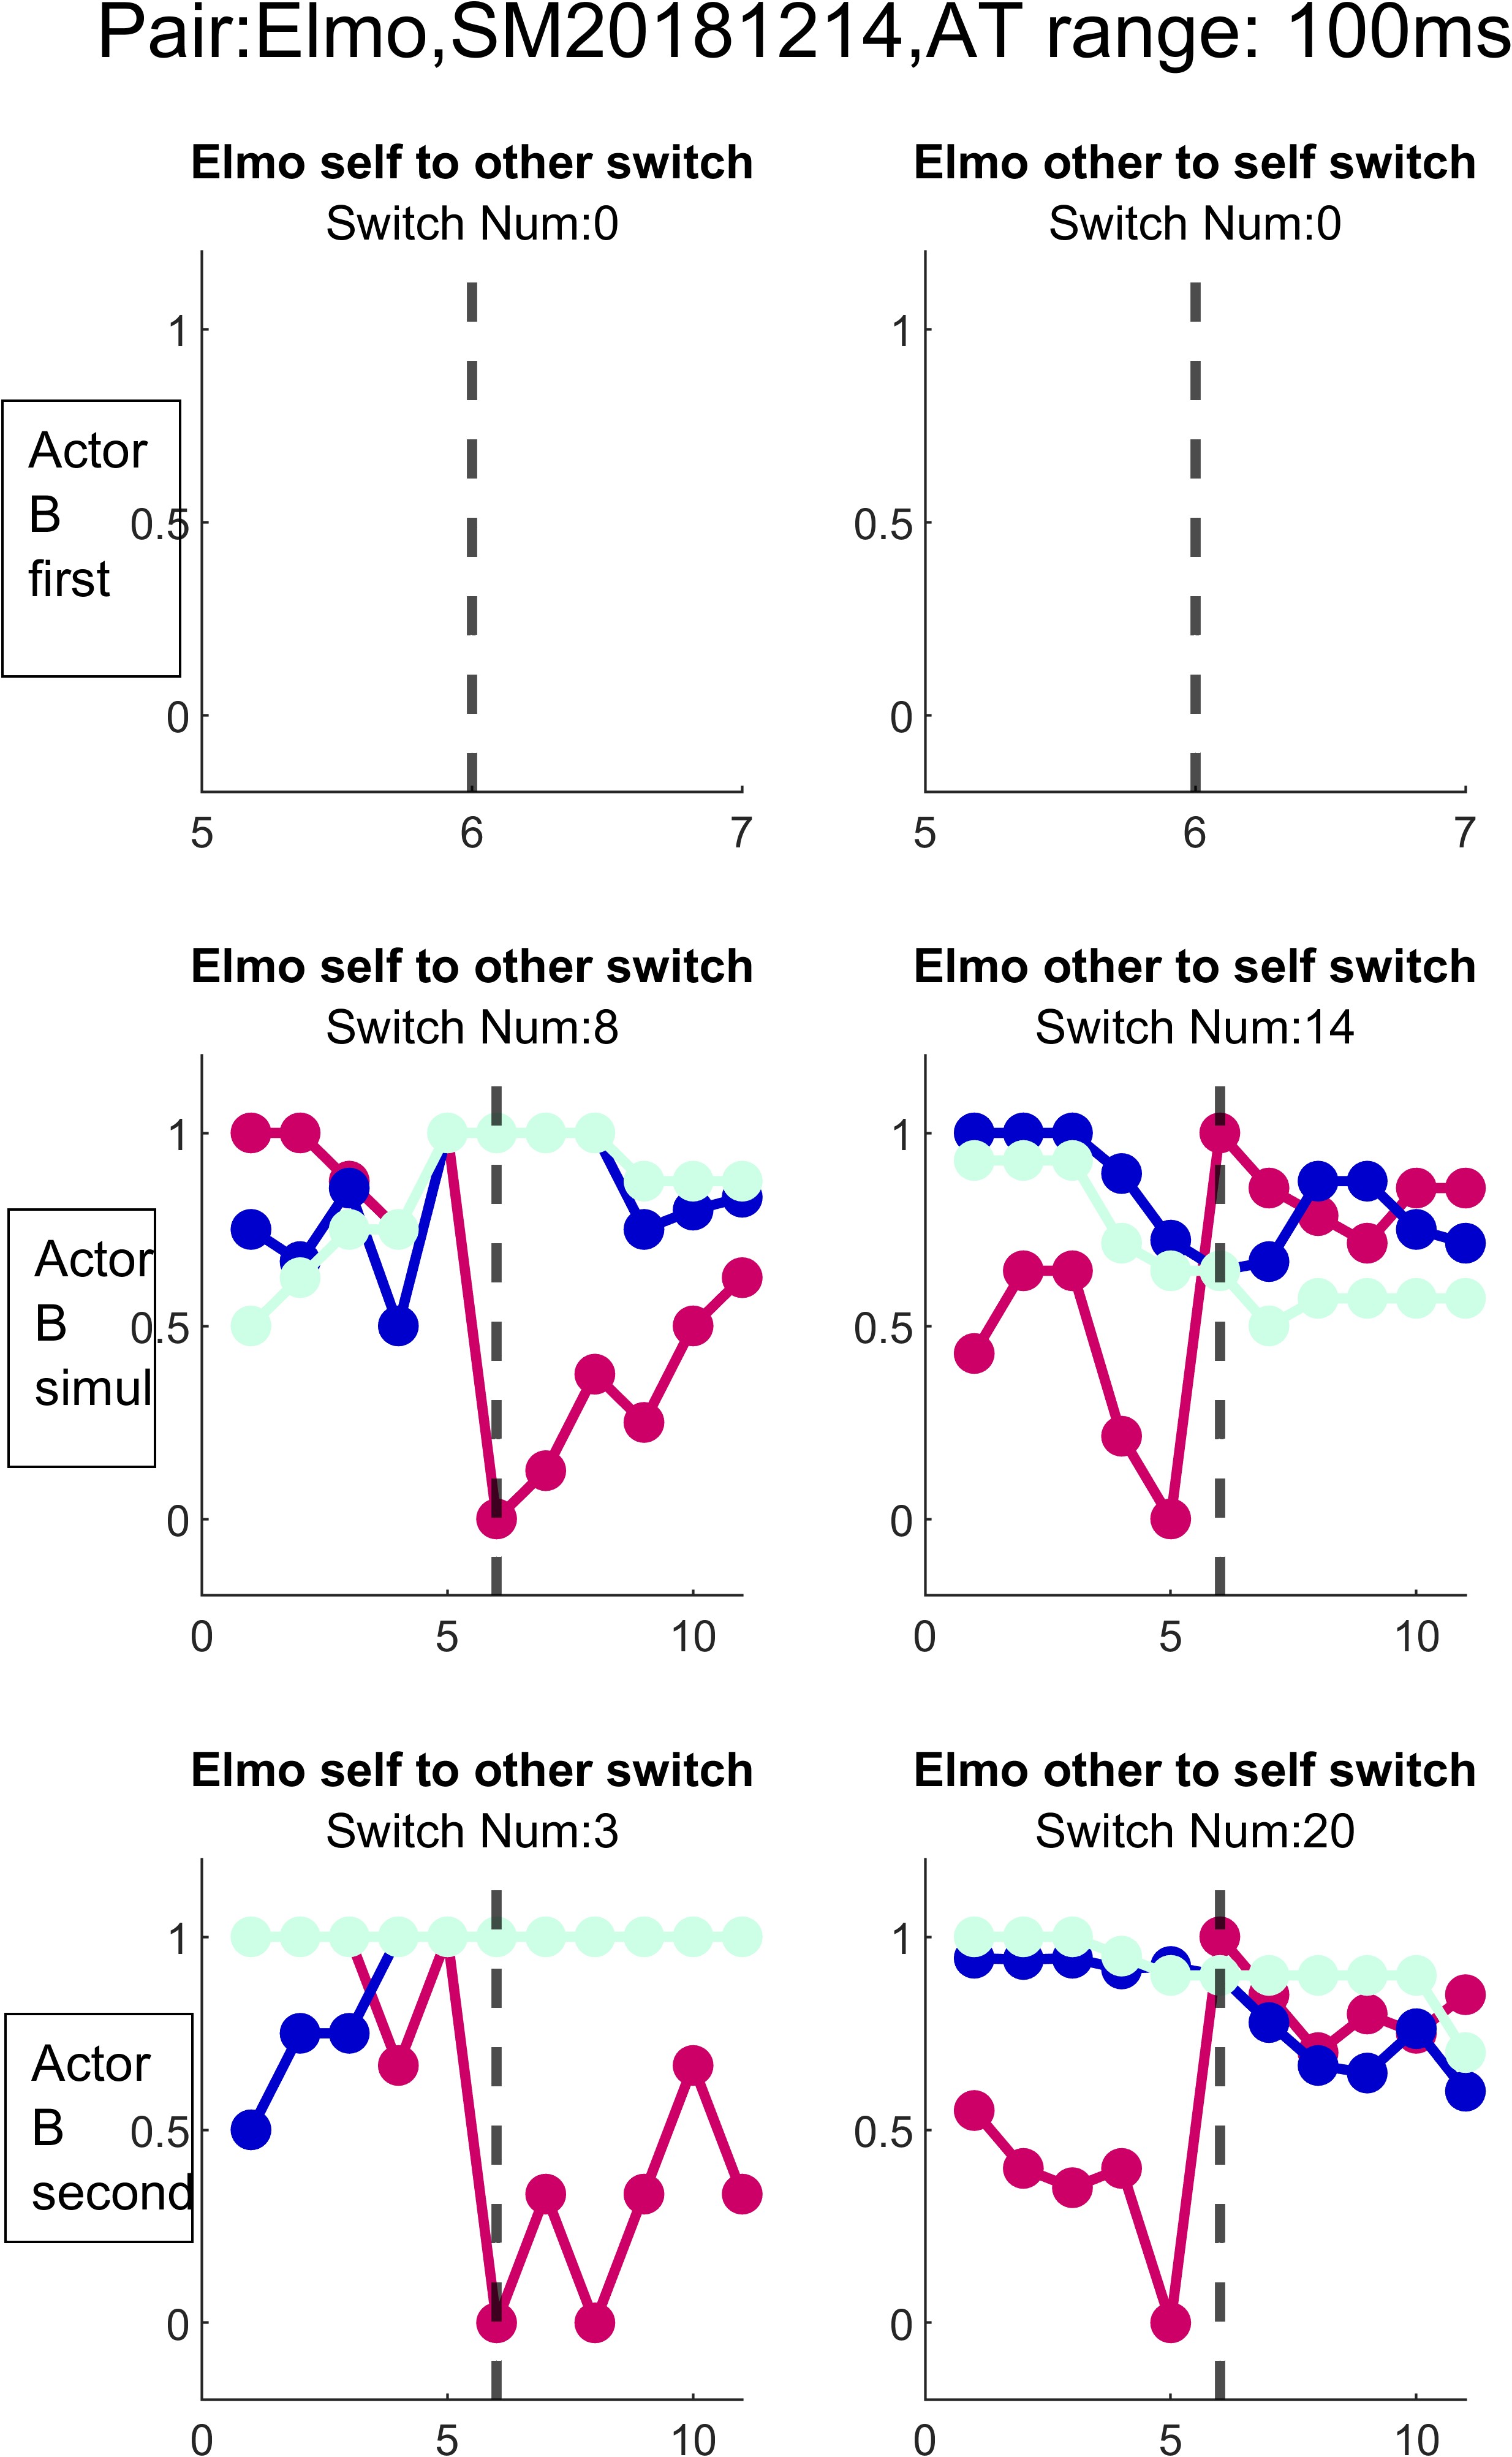 Pair:Elmo,SM20181214,AT range: 100ms
Elmo self to other switch
Switch Num:0
Elmo other to self switch
Switch Num:0
Actor
B
first
1
0.5
0
5 6 7
1
0.5
0
5 6 7
Elmo self to other switch
Switch Num:8
Elmo other to self switch
Switch Num:14
Actor
B
simul
1
0.5
0
0 5 10
1
0.5
0
0 5 10
Elmo self to other switch
Switch Num:3
Elmo other to self switch
Switch Num:20
Actor
B
second
1
0.5
0
0 5 10
1
0.5
0
0 5 10